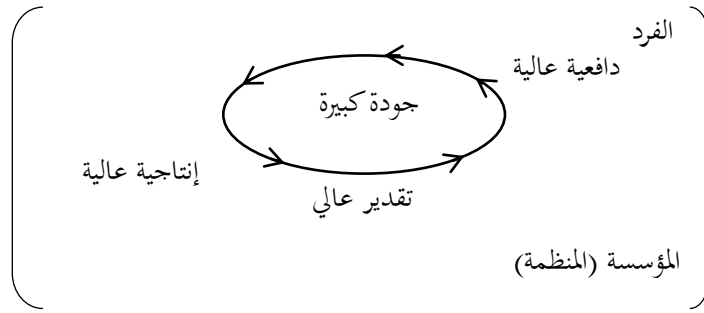 الفرد
دافعية عالية
جودة كبيرة
إنتاجية عالية
تقدير عالي
المؤسسة (المنظمة)